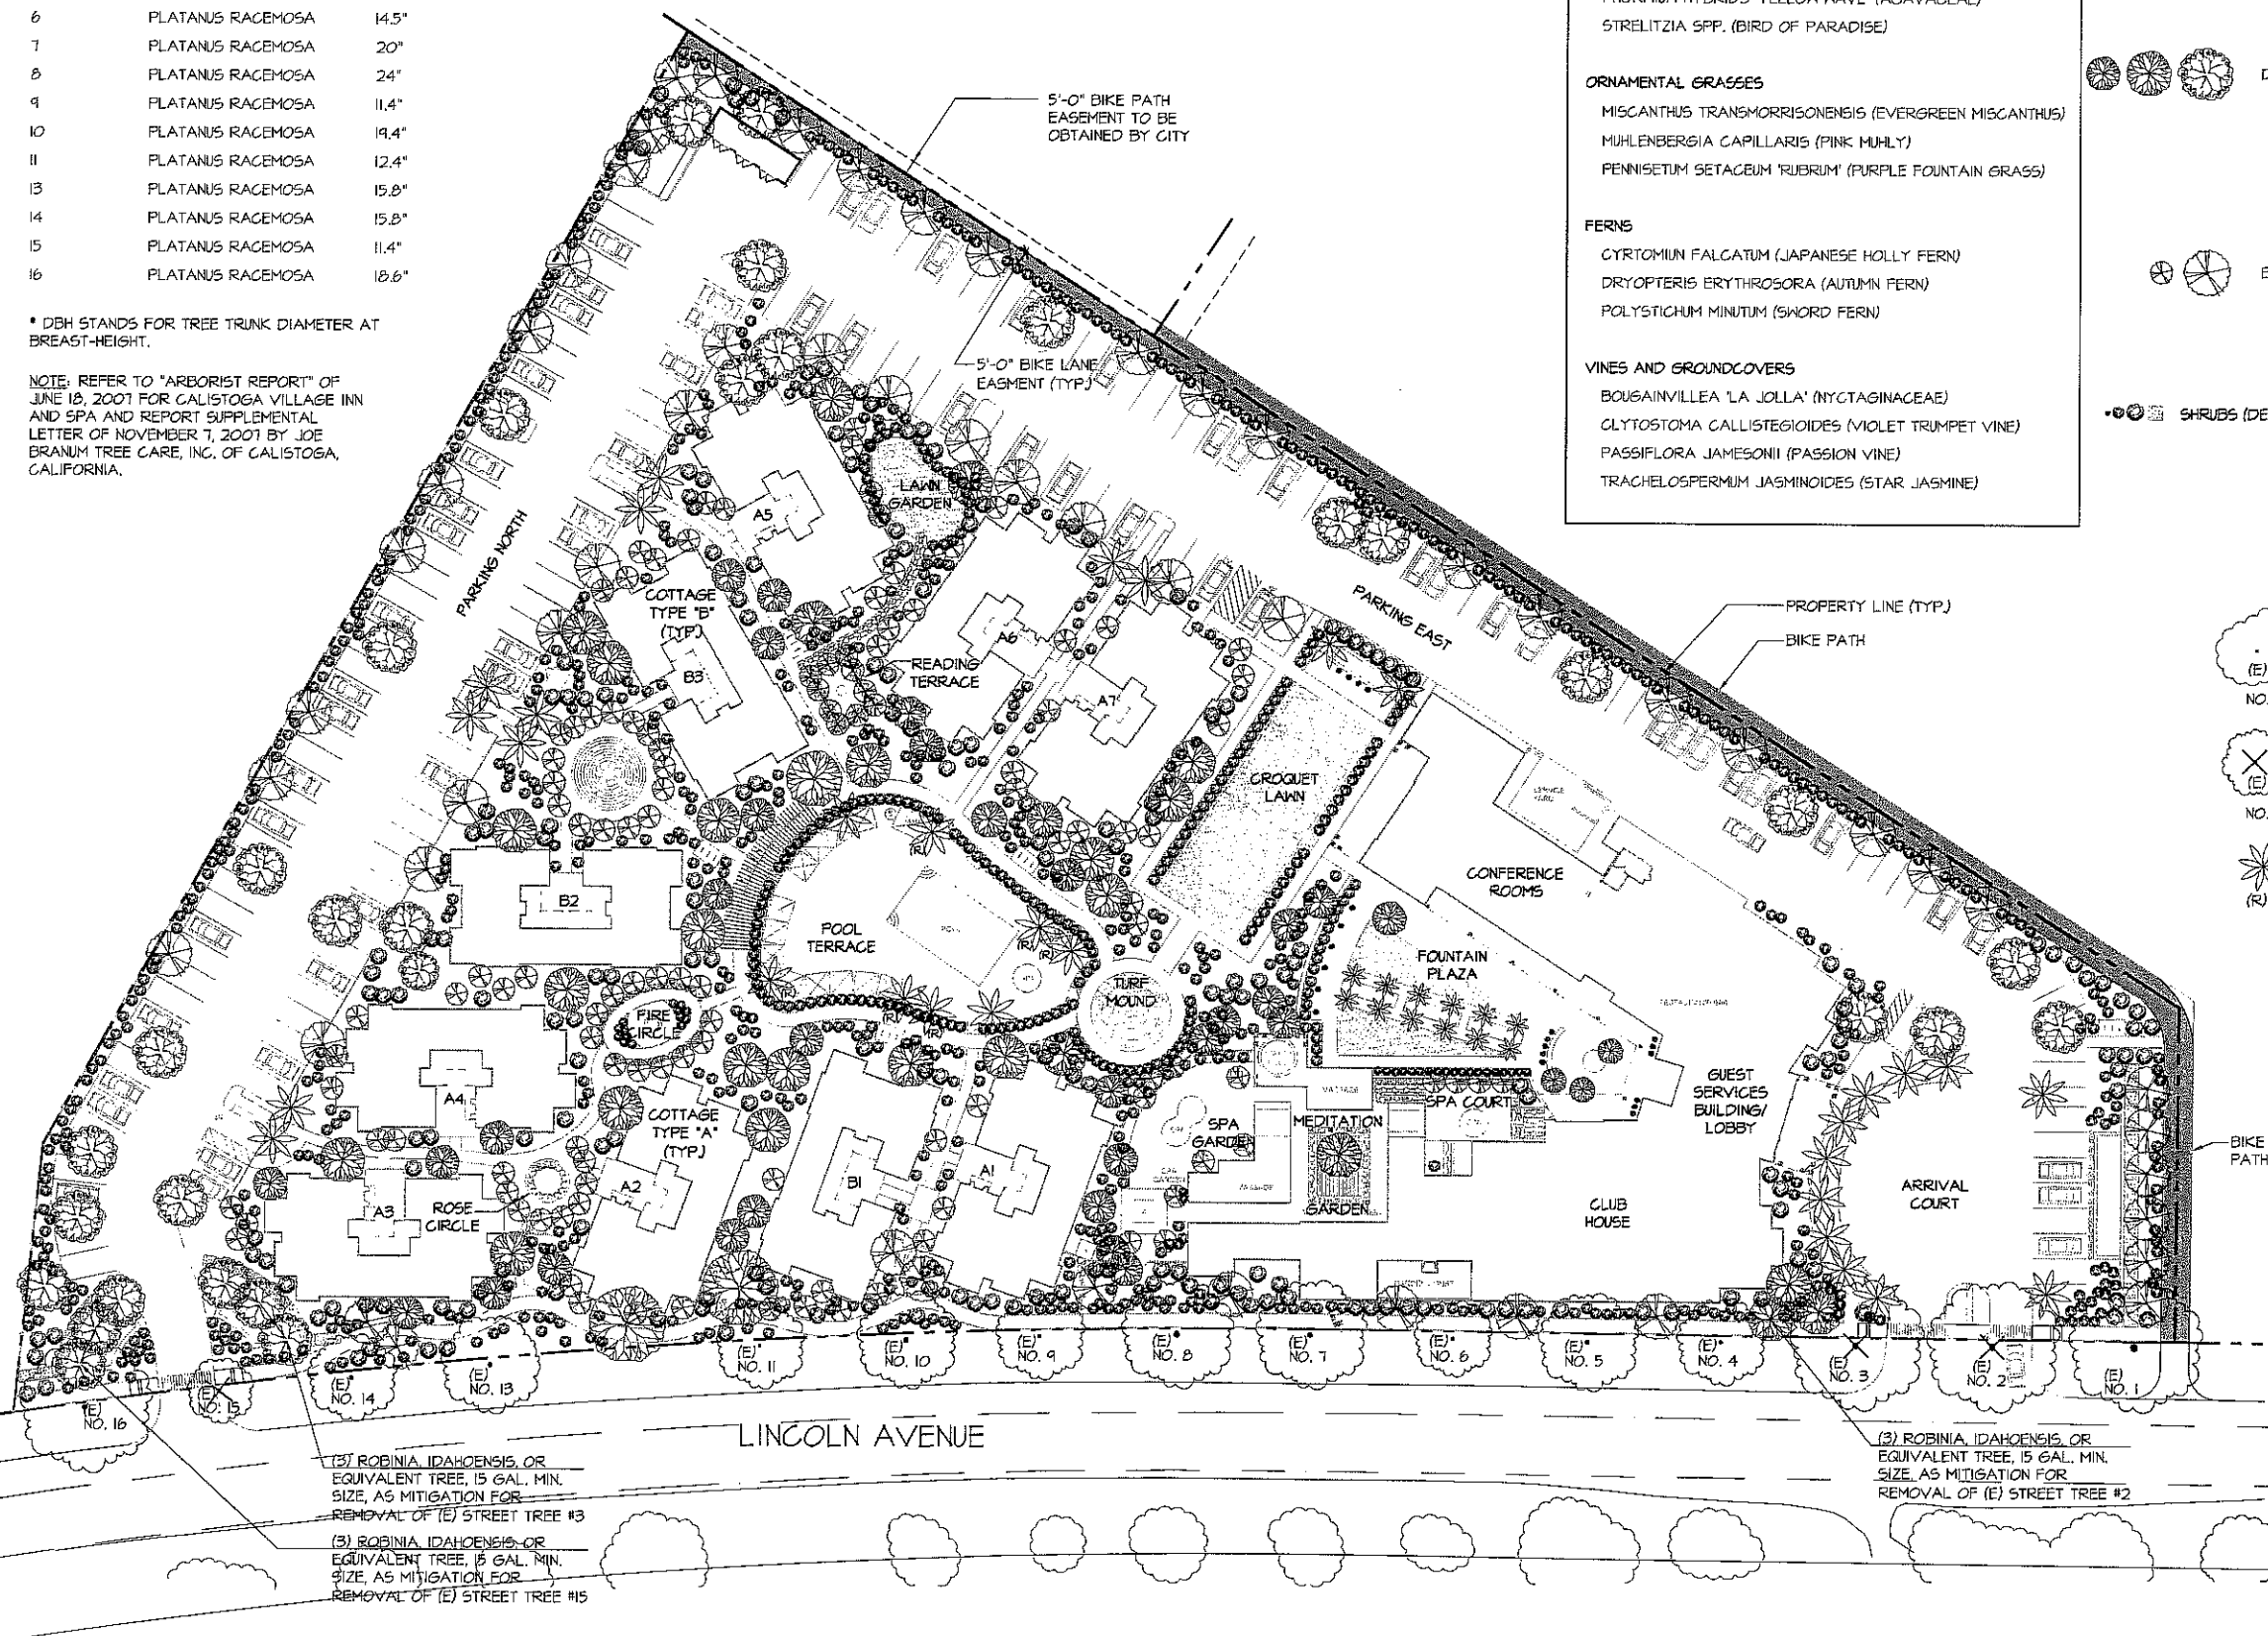 6 PLATANUS RACEMOSA 14.5"
7 PLATANUS RACEMOSA 20"
8 PLATANUS RACEMOSA 24"
9 PLATANUS RACEMOSA 11.4"
10 PLATANUS RACEMOSA 19.4"
11 PLATANUS RACEMOSA 12.4"
13 PLATANUS RACEMOSA 15.8"
14 PLATANUS RACEMOSA 15.8"
15 PLATANUS RACEMOSA 11.4"
16 PLATANUS RACEMOSA 18.6"
* DBH STANDS FOR TREE TRUNK DIAMETER AT
BREAST-HEIGHT.
NOTE: REFER TO "ARBORIST REPORT" OF
JUNE 18, 2007 FOR CALISTOGA VILLAGE INN
AND SPA AND REPORT SUPPLEMENTAL
LETTER OF NOVEMBER 7, 2007 BY JOE
BRANUM TREE CARE, INC. OF CALISTOGA,
CALIFORNIA.
5'-0" BIKE PATH
EASEMENT TO BE
OBTAINED BY CITY
STRELITZIA SPP. (BIRD OF PARADISE)
ORNAMENTAL GRASSES
MISCANTHUS TRANSMORRISONENSIS (EVERGREEN MISCANTHUS)
MUHLENBERGIA CAPILLARIS (PINK MUHLY)
PENNISETUM SETACEUM 'RUBRUM' (PURPLE FOUNTAIN GRASS)
FERNS
CYRTOMIUN FALCATUM (JAPANESE HOLLY FERN)
DRYOPTERIS ERYTHROSORA (AUTUMN FERN)
POLYSTICHUM MINUTUM (SWORD FERN)
VINES AND GROUNDCOVERS
BOUGAINVILLEA 'LA JOLLA' (NYCTAGINACEAE)
CLYTOSTOMA CALLISTEGIOIDES (VIOLET TRUMPET VINE)
PASSIFLORA JAMESONII (PASSION VINE)
TRACHELOSPERMUM JASMINOIDES (STAR JASMINE)
SHRUBS (DE
(E)
NO.
(E)
NO.
(R)
5'-0" BIKE LANE
EASMENT (TYP.)
PARKING NORTH
A5
LAWN
GARDEN
COTTAGE
TYPE "B"
(TYP.)
B3
READING
TERRACE
A6
A7
PARKING EAST
PROPERTY LINE (TYP.)
BIKE PATH
CROQUET
LAWN
CONFERENCE
ROOMS
B2
POOL
TERRACE
(R)
(R)
(R)
(R)
(R)
(R)
FOUNTAIN
PLAZA
TURF
MOUND
FIRE
CIRCLE
A4
COTTAGE
TYPE "A"
(TYP.)
SPA
GARDEN
MEDITATION
GARDEN
SPA COURT
GUEST
SERVICES
BUILDING/
LOBBY
BIKE
PATH
A3
ROSE
CIRCLE
A2
B1
A1
CLUB
HOUSE
ARRIVAL
COURT
(E)
NO. 16
(E)
NO. 15
(E)
NO. 14
(E)
NO. 13
(E)
NO. 11
(E)
NO. 10
(E)
NO. 9
(E)
NO. 8
(E)
NO. 7
(E)
NO. 6
(E)
NO. 5
(E)
NO. 4
(E)
NO. 3
(E)
NO. 2
(E)
NO. 1
LINCOLN AVENUE
(3) ROBINIA, IDAHOENSIS, OR
EQUIVALENT TREE, 15 GAL. MIN.
SIZE, AS MITIGATION FOR
REMOVAL OF (E) STREET TREE #3
(3) ROBINIA, IDAHOENSIS, OR
EQUIVALENT TREE, 15 GAL. MIN.
SIZE, AS MITIGATION FOR
REMOVAL OF (E) STREET TREE #15
(3) ROBINIA, IDAHOENSIS, OR
EQUIVALENT TREE, 15 GAL. MIN.
SIZE, AS MITIGATION FOR
REMOVAL OF (E) STREET TREE #2